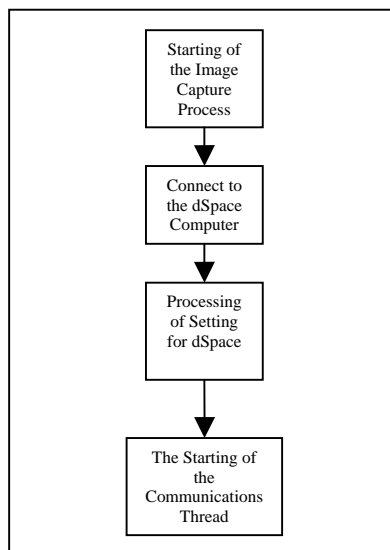 Starting of
the Image
Capture
Process
Connect to
the dSpace
Computer
Processing
of Setting
for dSpace
The Starting of
the
Communications
Thread